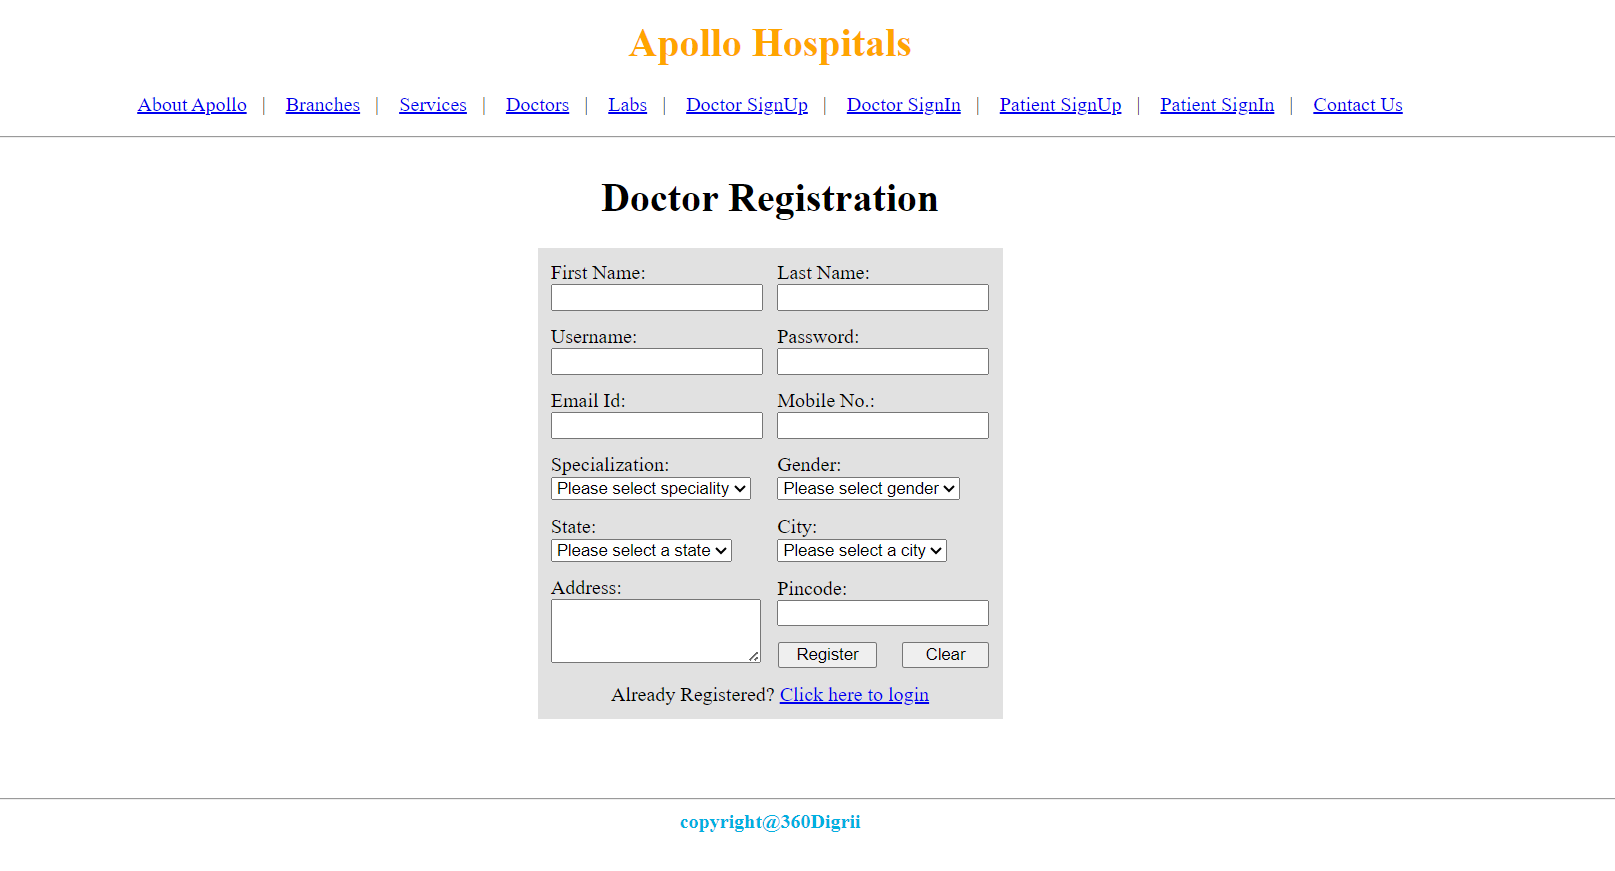 Apollo Hospitals
About Apollo | Branches | Services | Doctors | Labs | Doctor SignUp | Doctor SignIn | Patient SignUp | Patient SignIn | Contact Us
Doctor Registration
First Name: Last Name:
Username: Password:
Email Id: Mobile No.:
Specialization: Gender:
Please select speciality Please select gender
State: City:
Please select a state Please select a city
Address: Pincode:
Register Clear
Already Registered? Click here to login
copyright@360Digrii